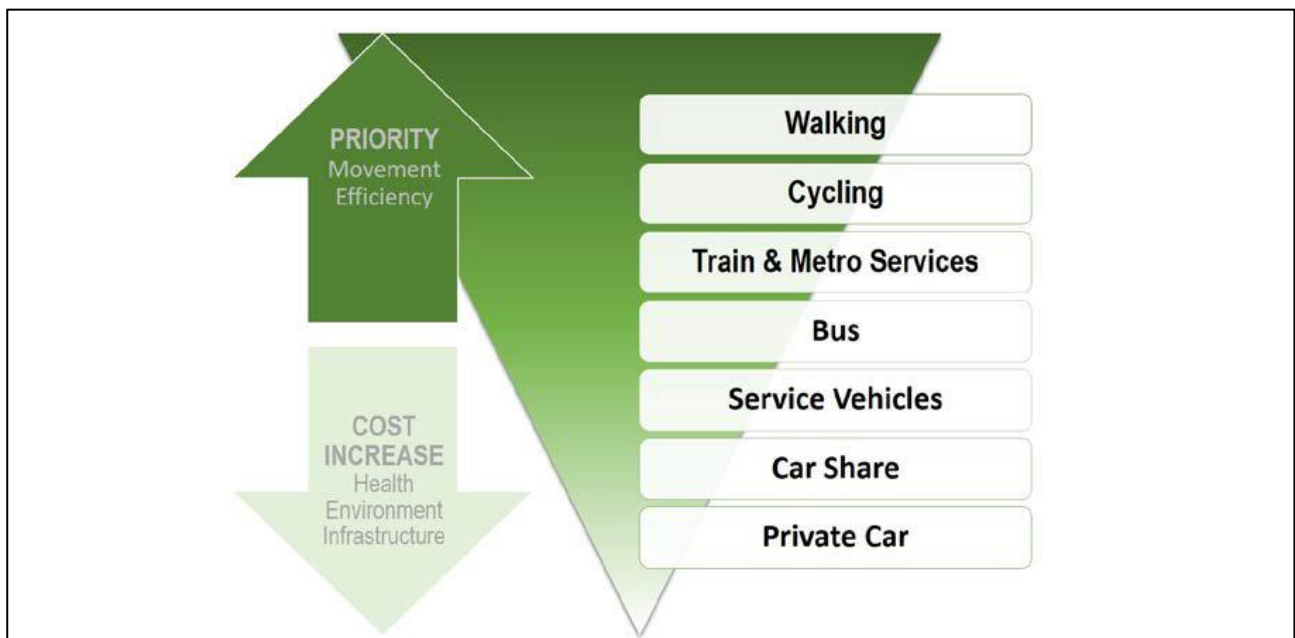 PRIORITY
Movement
Efficiency
COST
INCREASE
Health
Environment
Infrastructure
Walking
Cycling
Train & Metro Services
Bus
Service Vehicles
Car Share
Private Car